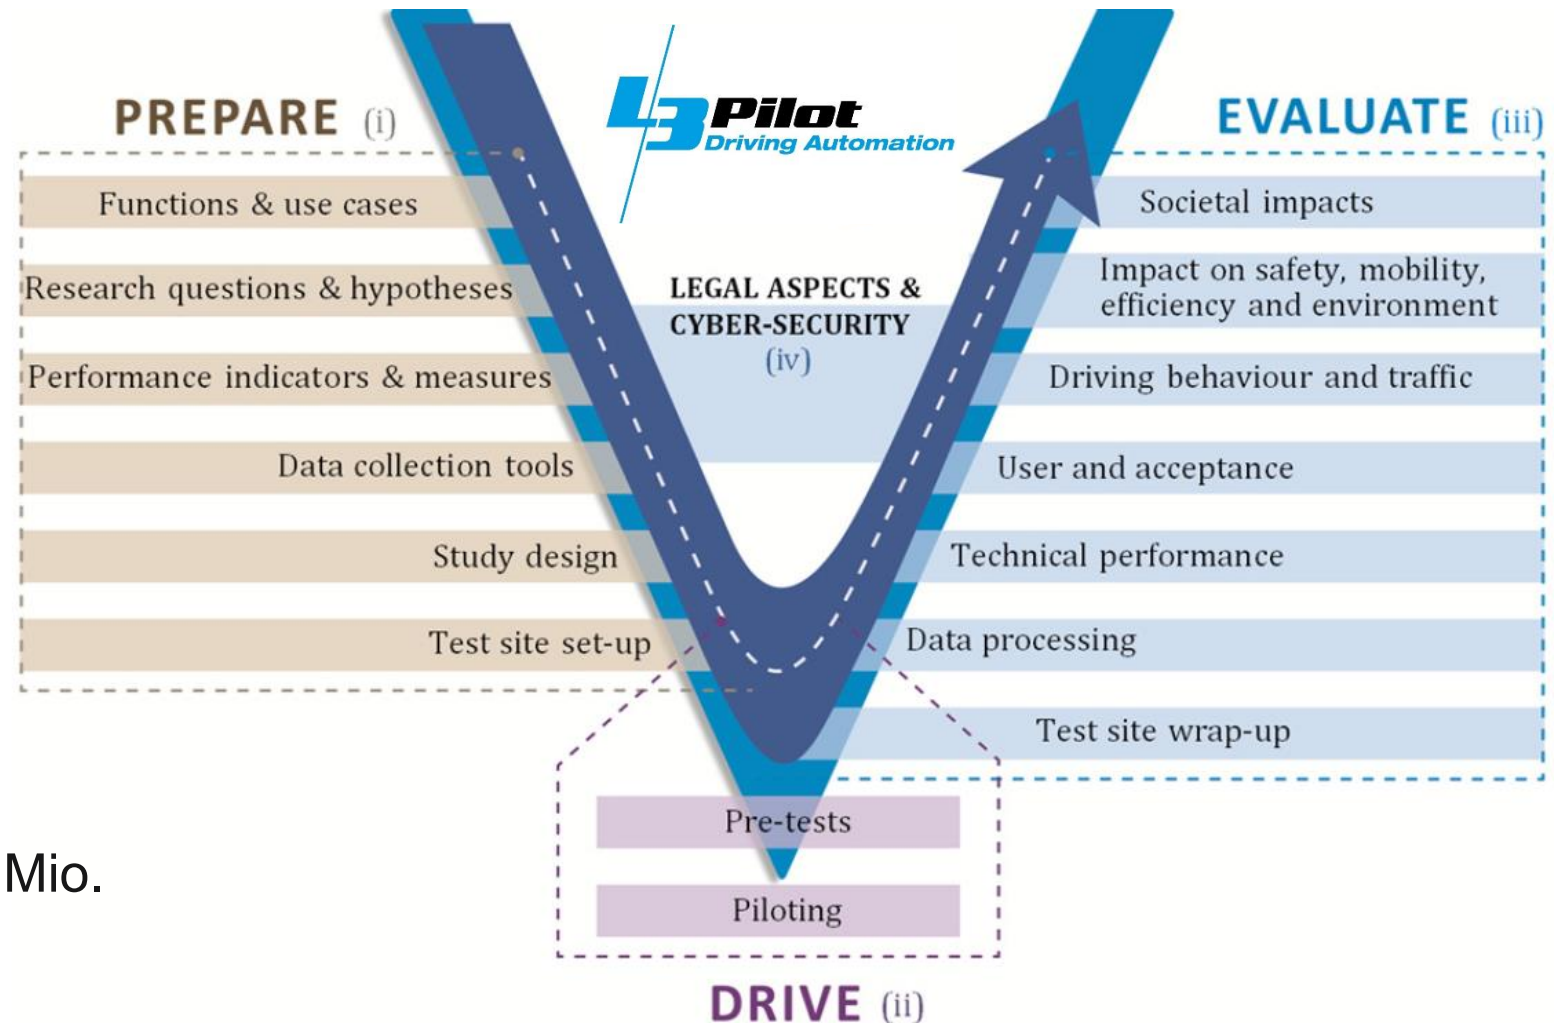 L3Pilot
Driving Automation
PREPARE (i)
Functions & use cases
Research questions & hypotheses
Performance indicators & measures
Data collection tools
Study design
Test site set-up
LEGAL ASPECTS &
CYBER-SECURITY
(iv)
EVALUATE (iii)
Societal impacts
Impact on safety, mobility,
efficiency and environment
Driving behaviour and traffic
User and acceptance
Technical performance
Data processing
Test site wrap-up
Pre-tests
Piloting
DRIVE (ii)
Mio.